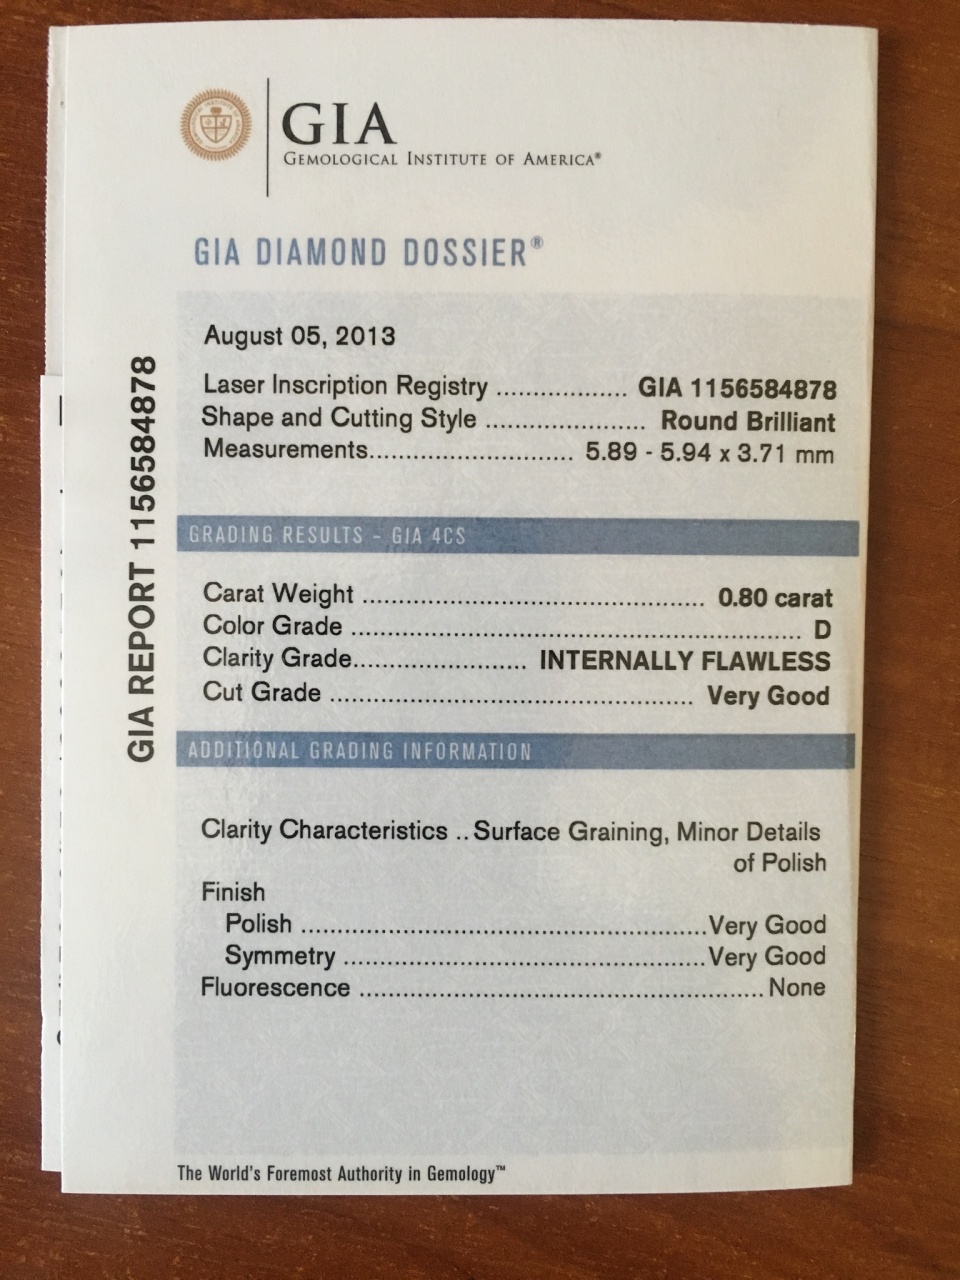 GIA
GEMOLOGICAL INSTITUTE OF AMERICA®
GIA DIAMOND DOSSIER®
August 05, 2013
Laser Inscription Registry .................. GIA 1156584878
Shape and Cutting Style ...................... Round Brilliant
Measurements............................ 5.89 - 5.94 x 3.71 mm
GRADING RESULTS - GIA 4CS
Carat Weight .......................................... 0.80 carat
Color Grade ...................................................... D
Clarity Grade..................... INTERNALLY FLAWLESS
Cut Grade ............................................ Very Good
ADDITIONAL GRADING INFORMATION
Clarity Characteristics .. Surface Graining, Minor Details
of Polish
Finish
Polish ..................................................Very Good
Symmetry .............................................Very Good
Fluorescence .................................................. None
The World's Foremost Authority in Gemology™
GIA REPORT 1156584878